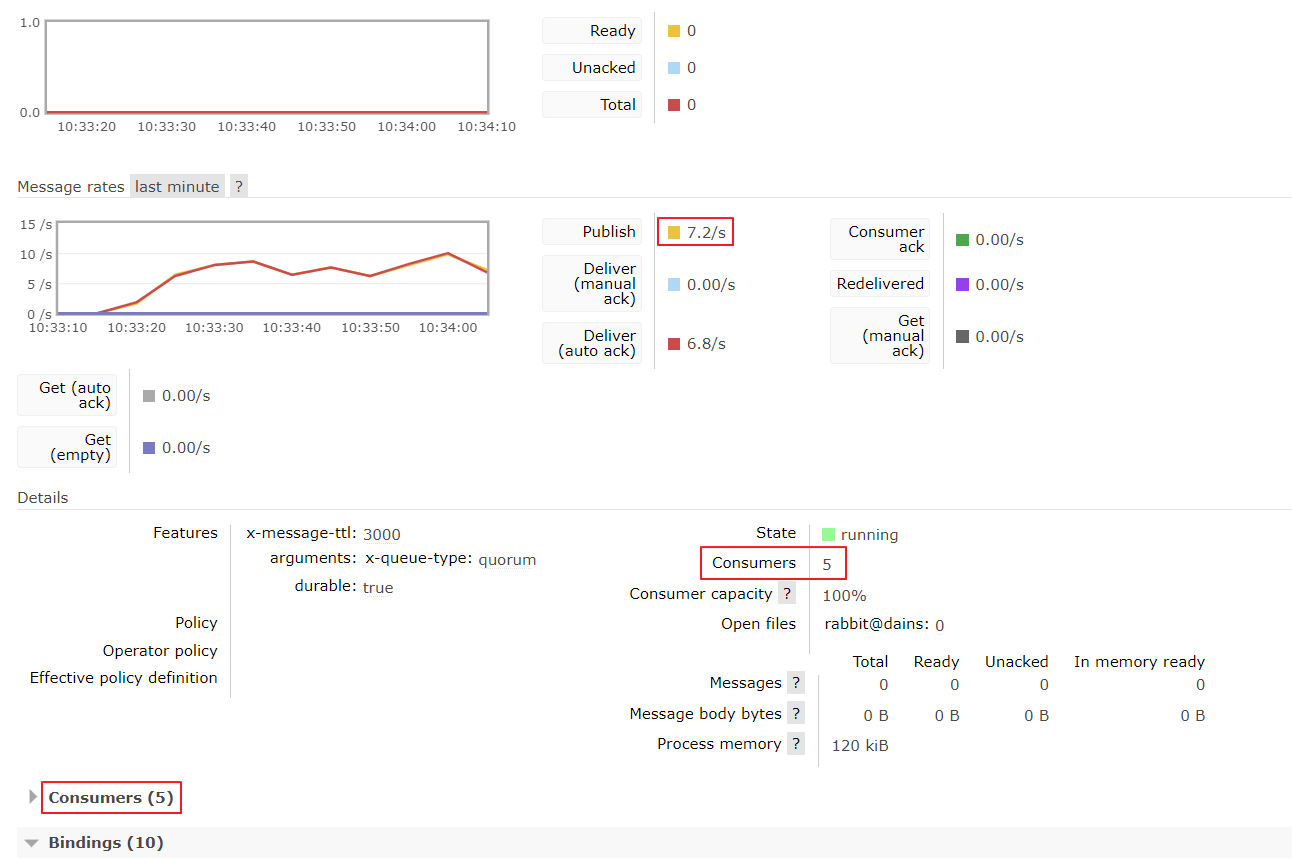 1.0
0.0
10:33:20 10:33:30 10:33:40 10:33:50 10:34:00 10:34:10
Ready 0
Unacked 0
Total 0
Message rates last minute ?
15 /s
10 /s
5 /s
0 /s
10:33:10 10:33:20 10:33:30 10:33:40 10:33:50 10:34:00
Publish 7.2/s
Deliver
(manual
ack)
0.00/s
Deliver
(auto ack)
6.8/s
Consumer
ack
0.00/s
Redelivered 0.00/s
Get
(manual
ack)
0.00/s
Get (auto
ack)
0.00/s
Get
(empty)
0.00/s
Details
Features x-message-ttl: 3000
arguments: x-queue-type: quorum
durable: true
Policy
Operator policy
Effective policy definition
State running
Consumers 5
Consumer capacity ? 100%
Open files rabbit@dains: 0
Total Ready Unacked In memory ready
Messages ? 0 0 0 0
Message body bytes ? 0 B 0 B 0 B 0 B
Process memory ? 120 kiB
Consumers (5)
Bindings (10)